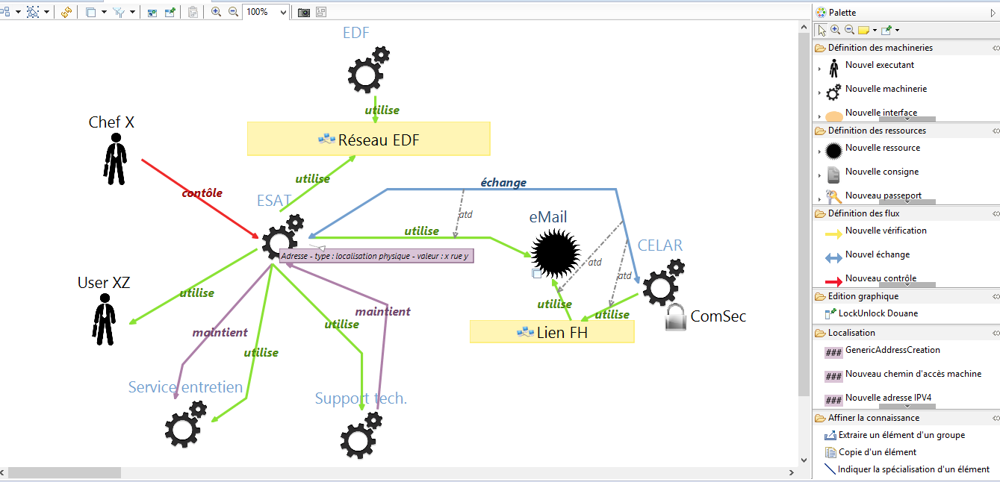 100%
EDF
utilise
Réseau EDF
Chef X
contôle
utilise
ESAT
échange
atd
utilise
eMail
CELAR
Adresse - type : localisation physique - valeur : x rue y
atd
atd
User XZ
utilise
maintient
utilise
maintient
utilise
utilise
utilise
ComSec
Lien FH
Service entretien
Support tech.
Palette
Définition des machineries
Nouvel executant
Nouvelle machinerie
Nouvelle interface
Définition des ressources
Nouvelle ressource
Nouvelle consigne
Nouveau passeport
Définition des flux
Nouvelle vérification
Nouvel échange
Nouveau contrôle
Edition graphique
LockUnlock Douane
Localisation
### GenericAddressCreation
### Nouveau chemin d'accès machine
### Nouvelle adresse IPV4
Affiner la connaissance
Extraire un élément d'un groupe
Copie d'un élément
Indiquer la spécialisation d'un élément